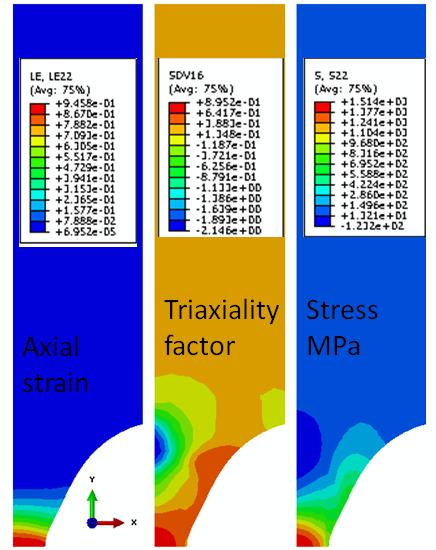 LE, LE22
(Avg: 75%)
+9.458e-01
+8.670e-01
+7.882e-01
+7.093e-01
+6.305e-01
+5.517e-01
+4.729e-01
+3.941e-01
+3.153e-01
+2.365e-01
+1.577e-01
+7.888e-02
+6.952e-05
Axial
strain
Y
X
SDV16
(Avg: 75%)
+8.952e-01
+6.417e-01
+3.883e-01
+1.348e-01
-1.187e-01
-3.721e-01
-6.256e-01
-8.791e-01
-1.133e+00
-1.386e+00
-1.639e+00
-1.893e+00
-2.146e+00
Triaxiality
factor
S, S22
(Avg: 75%)
+1.514e+03
+1.377e+03
+1.241e+03
+1.104e+03
+9.680e+02
+8.316e+02
+6.952e+02
+5.588e+02
+4.224e+02
+2.860e+02
+1.496e+02
+1.321e+01
-1.232e+02
Stress
MPa